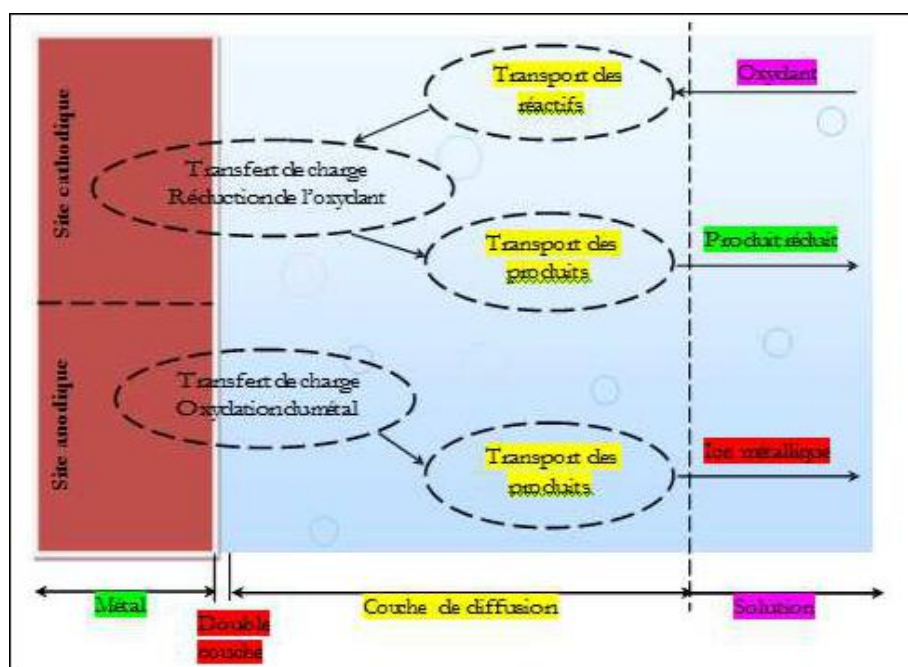 Site cathodique
Site anodique
Transport des
réactifs
Oxydant
Transfert de charge
Réduction de l'oxydant
Transport des
produits
Produit réduit
Transfert de charge
Oxydation du métal
Transport des
produits
Ion métallique
Métal
Double
couche
Couche de diffusion
Solution